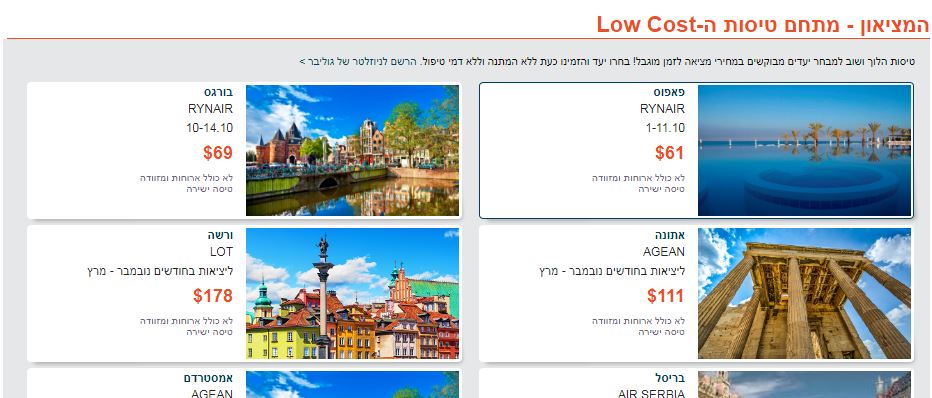 המציאון - מתחם טיסות ה-Low Cost
טיסות הלוך ושוב למבחר יעדים מבוקשים במחירי מציאה לזמן מוגבל! בחרו יעד והזמינו כעת ללא המתנה וללא דמי טיפול. הרשם לניוזלטר של גוליבר >
פאפוס
RYNAIR
1-11.10
$61
לא כולל ארוחות ומזוודה
טיסה ישירה
בורגס
RYNAIR
10-14.10
$69
לא כולל ארוחות ומזוודה
טיסה ישירה
אתונה
AGEAN
ליציאות בחודשים נובמבר - מרץ
$111
לא כולל ארוחות ומזוודה
טיסה ישירה
ורשה
LOT
ליציאות בחודשים נובמבר - מרץ
$178
לא כולל ארוחות ומזוודה
טיסה ישירה
בריסל
AIR SERBIA
אמסטרדם
AGEAN